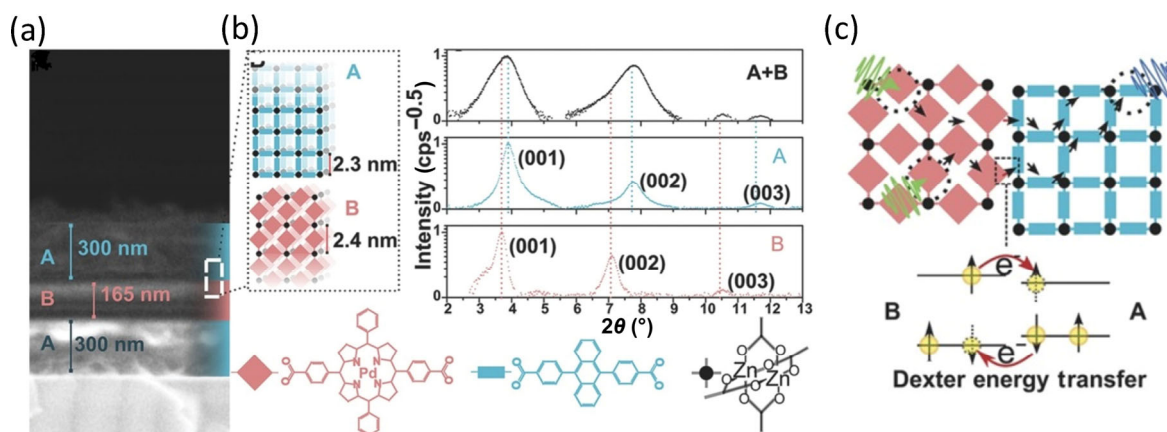 (a)
A
300 nm
B
165 nm
A
300 nm
(b)
A
2.3 nm
B
2.4 nm
Intensity (cps −0.5)
1
0
A+B
1
0
(001)
(002)
(003)
A
1
0
(001)
(002)
(003)
B
2 3 4 5 6 7 8 9 10 11 12 13
2θ (°)
O
O
N
N
Pd
N
N
O
O
O
O
O
O
O
O
O
Zn
Zn
O
O
O
O
O
(c)
e-
B
A
e-
Dexter energy transfer